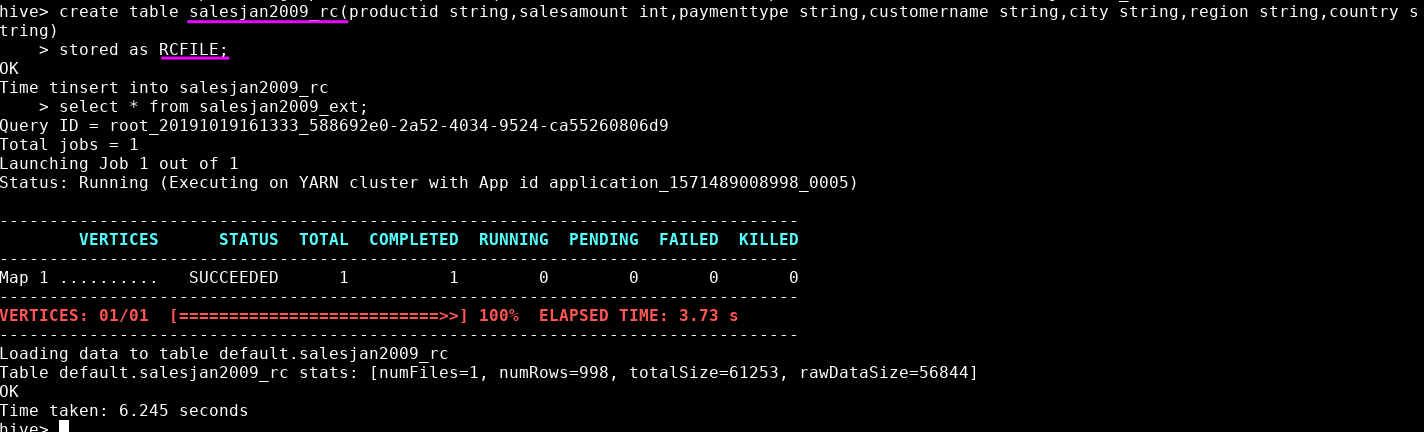 hive> create table salesjan2009_rc(productid string,salesamount int,paymenttype string,customername string,city string,region string,country s
tring)
    > stored as RCFILE;
OK
Time tinsert into salesjan2009_rc
    > select * from salesjan2009_ext;
Query ID = root_20191019161333_588692e0-2a52-4034-9524-ca55260806d9
Total jobs = 1
Launching Job 1 out of 1
Status: Running (Executing on YARN cluster with App id application_1571489008998_0005)
--------------------------------------------------------------------------------
        VERTICES      STATUS  TOTAL  COMPLETED  RUNNING  PENDING  FAILED  KILLED
--------------------------------------------------------------------------------
Map 1 ..........   SUCCEEDED      1          1        0        0       0       0
--------------------------------------------------------------------------------
VERTICES: 01/01  [==========================>>] 100%  ELAPSED TIME: 3.73 s
--------------------------------------------------------------------------------
Loading data to table default.salesjan2009_rc
Table default.salesjan2009_rc stats: [numFiles=1, numRows=998, totalSize=61253, rawDataSize=56844]
OK
Time taken: 6.245 seconds
hive>